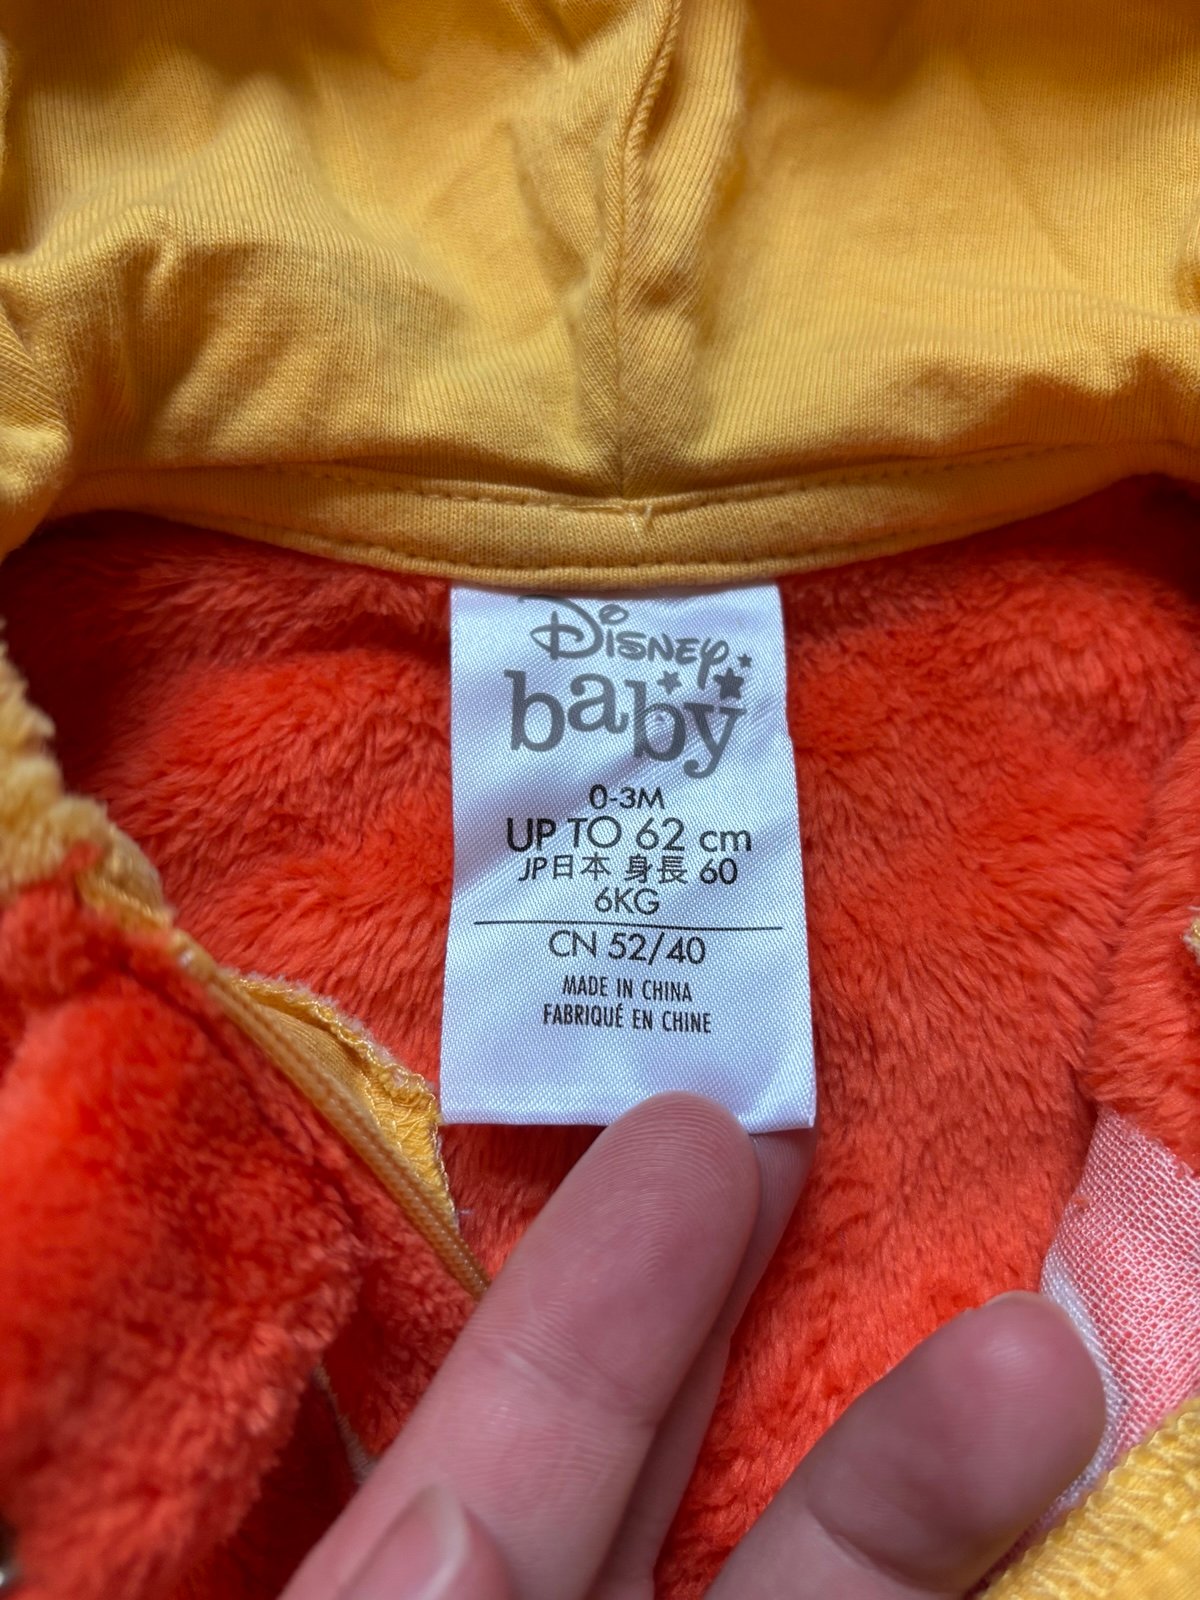 Disney
baby
0-3M
UP TO 62 cm
JP日本 身長 60
6KG
CN 52/40
MADE IN CHINA
FABRIQUÉ EN CHINE